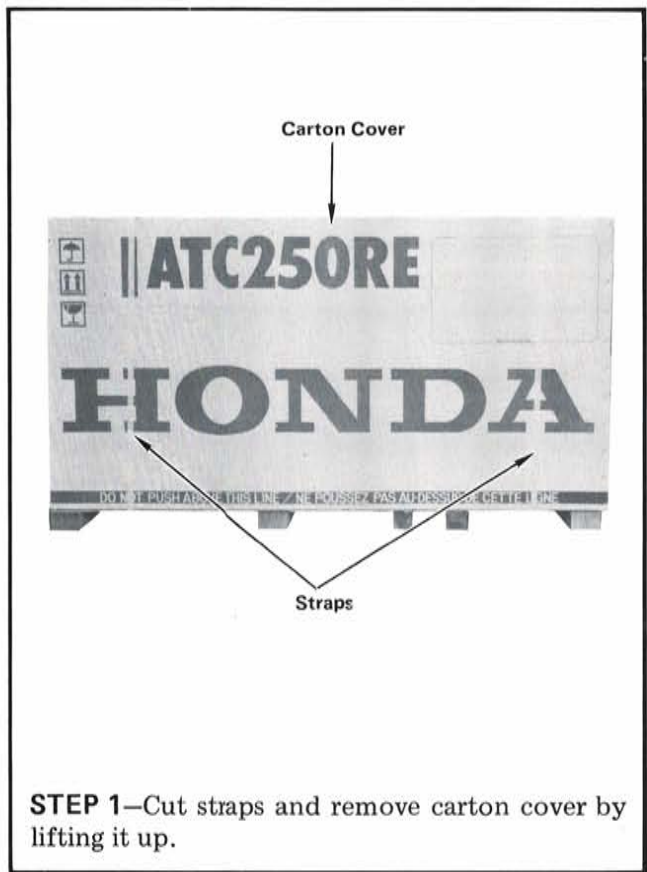 Carton Cover
ATC250RE
HONDA
DO NOT PUSH ABOVE THIS LINE / NE POUSSEZ PAS AU-DESSUS DE CETTE LIGNE
Straps
STEP 1—Cut straps and remove carton cover by
lifting it up.